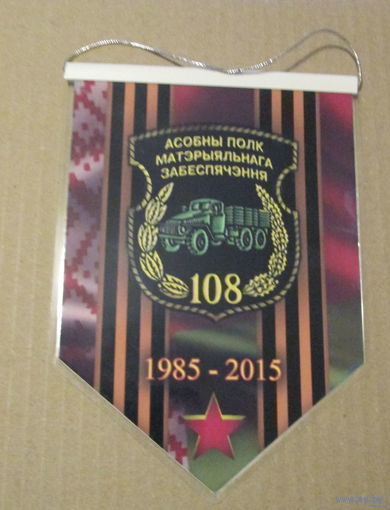 АСОБНЫ ПОЛК
МАТЭРЫЯЛЬНАГА
ЗАБЕСПЯЧЭННЯ
108
1985 - 2015